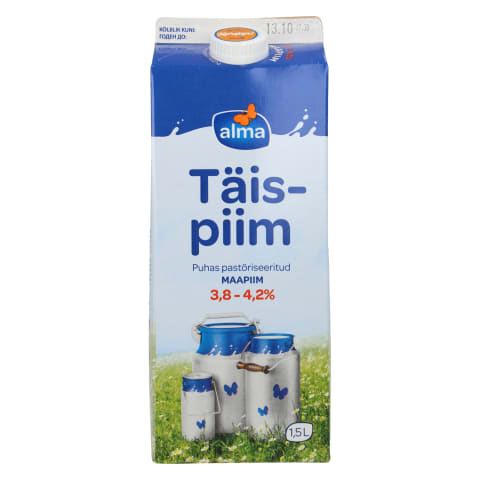 KÕLBLIK KUNI:
ГОДЕН ДО:
13.10
alma
Täis-
piim
Puhas pastöriseeritud
MAAPIIM
3,8 – 4,2%
1,5 L